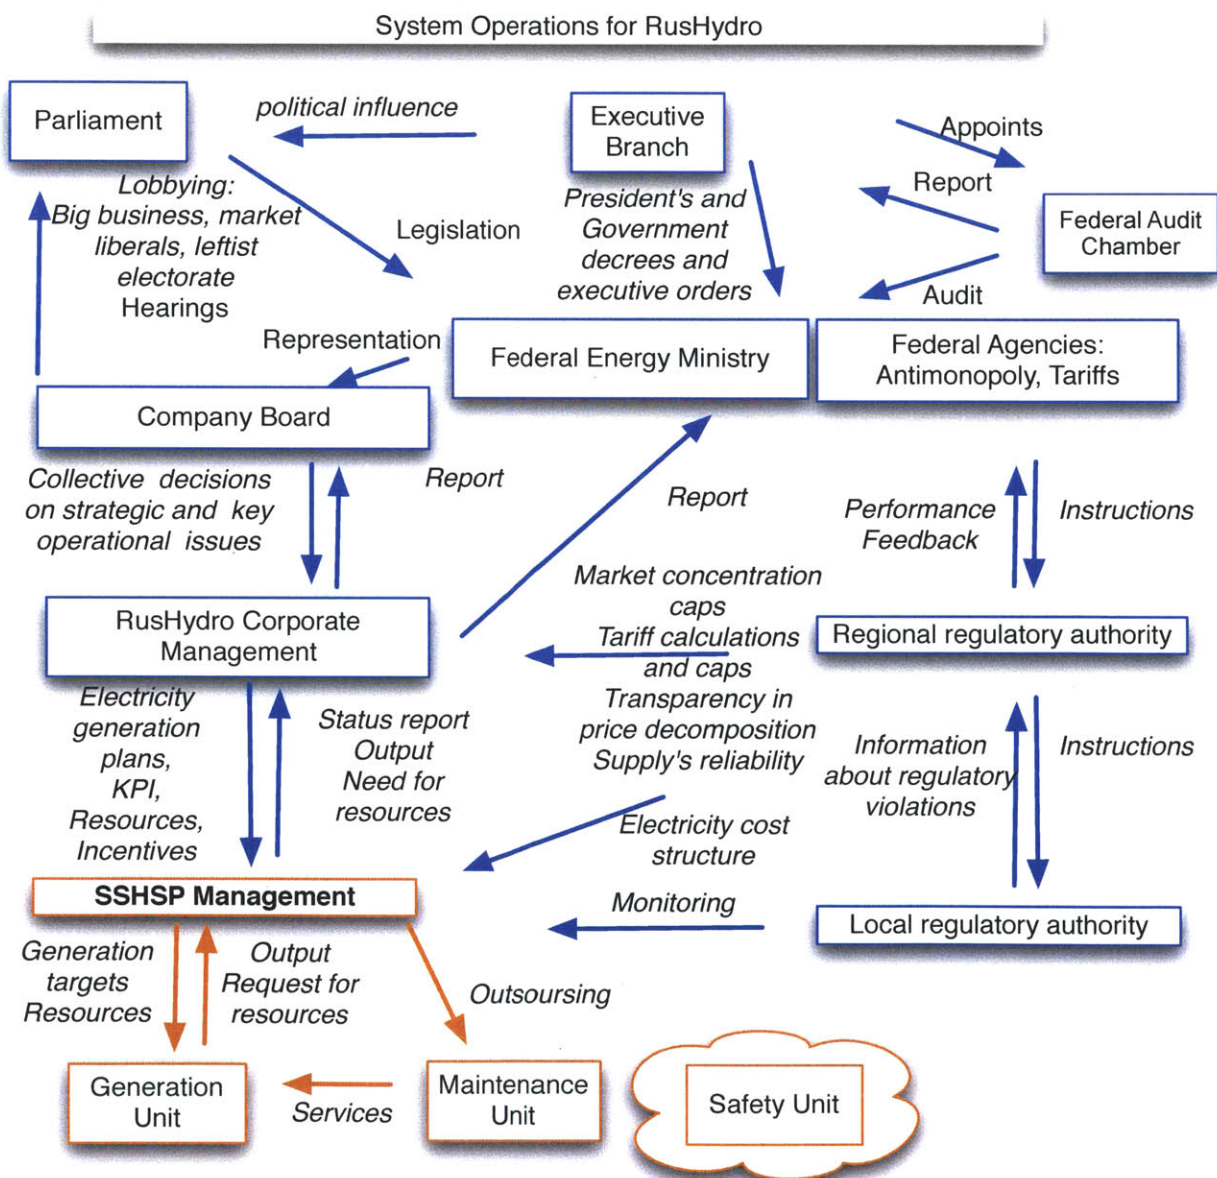 System Operations for RusHydro
Parliament
political influence
Executive
Branch
Appoints
Report
Federal Audit
Chamber
Audit
Lobbying:
Big business, market
liberals, leftist
electorate
Hearings
Legislation
President's and
Government
decrees and
executive orders
Representation
Federal Energy Ministry
Federal Agencies:
Antimonopoly, Tariffs
Company Board
Collective decisions
on strategic and key
operational issues
Report
Report
Performance
Feedback
Instructions
RusHydro Corporate
Management
Market concentration
caps
Tariff calculations
and caps
Transparency in
price decomposition
Supply's reliability
Regional regulatory authority
Electricity
generation
plans,
KPI,
Resources,
Incentives
Status report
Output
Need for
resources
Information
about regulatory
violations
Instructions
Electricity cost
structure
SSHSP Management
Monitoring
Local regulatory authority
Generation
targets
Resources
Output
Request for
resources
Outsoursing
Generation
Unit
Services
Maintenance
Unit
Safety Unit